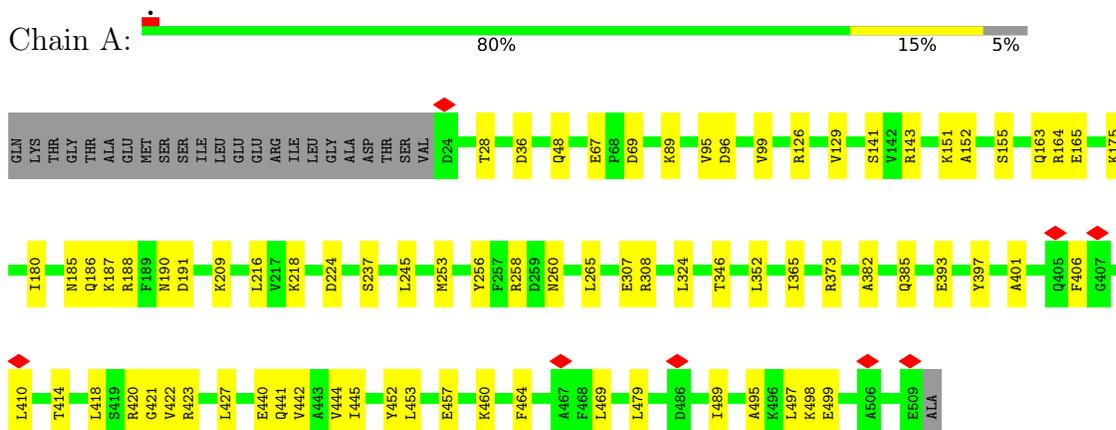 Chain A:
80% 15% 5%
GLN LYS THR GLY THR THR ALA GLU MET SER SER ILE LEU GLU GLU ARG ILE LEU GLY ALA ASP THR SER VAL D24 T28 D36 Q48 E67 P68 D69 K89 V95 D96 V99 R126 V129 S141 V142 R143 K151 A152 S155 Q163 R164 E165 K175
I180 N185 Q186 K187 R188 F189 N190 D191 K209 L216 V217 K218 D224 S237 L245 M253 Y256 F257 R258 D259 N260 L265 E307 R308 L324 T346 L352 I365 R373 A382 Q385 E393 Y397 A401 Q405 F406 G407
L410 T414 L418 S419 R420 G421 V422 R423 L427 E440 Q441 V442 A443 V444 I445 Y452 L453 E457 K460 F464 A467 F468 L469 L479 D486 I489 A495 K496 L497 K498 E499 A506 E509 ALA